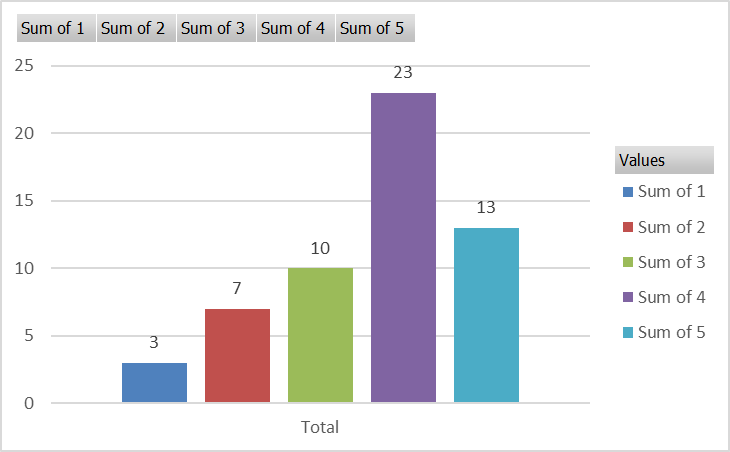 Sum of 1 Sum of 2 Sum of 3 Sum of 4 Sum of 5
25
20
15
10
5
0
3
7
10
23
13
Total
Values
Sum of 1
Sum of 2
Sum of 3
Sum of 4
Sum of 5